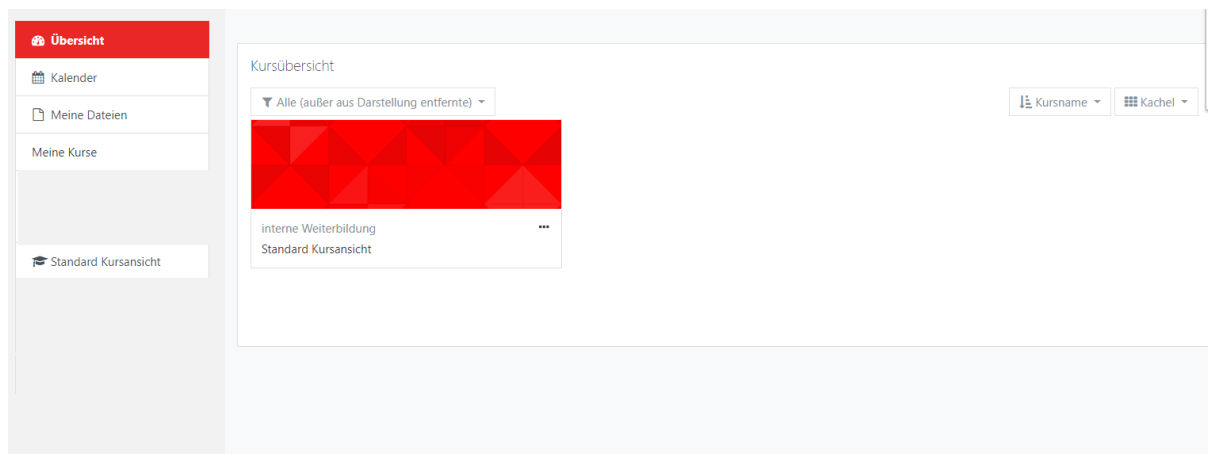 Übersicht
Kalender
Meine Dateien
Meine Kurse
Standard Kursansicht
Kursübersicht
Alle (außer aus Darstellung entfernte)
Kursname
Kachel
interne Weiterbildung
Standard Kursansicht